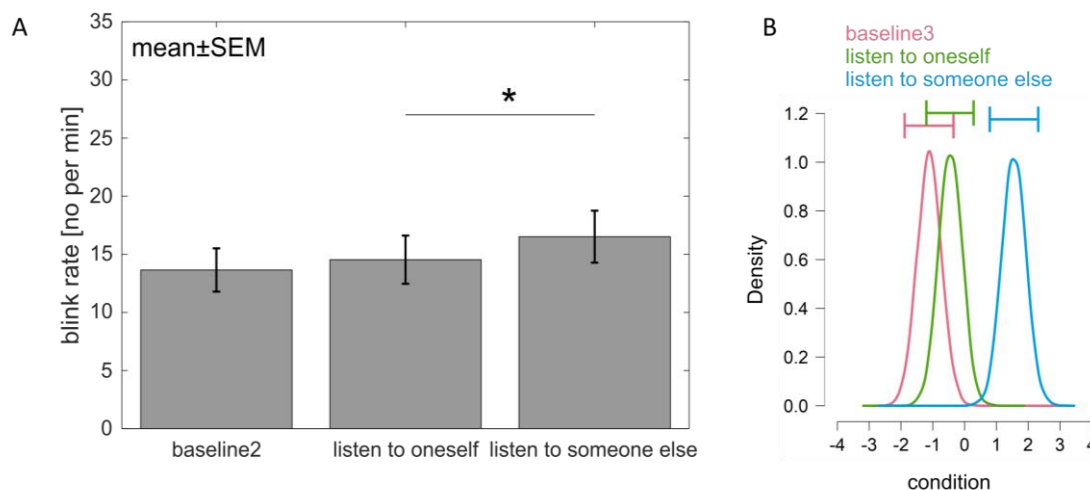 A
mean±SEM
*
35
30
25
20
15
10
5
0
blink rate [no per min]
baseline2 listen to oneself listen to someone else
B
baseline3
listen to oneself
listen to someone else
1.2
1.0
0.8
0.6
0.4
0.2
0.0
Density
-4 -3 -2 -1 0 1 2 3 4
condition